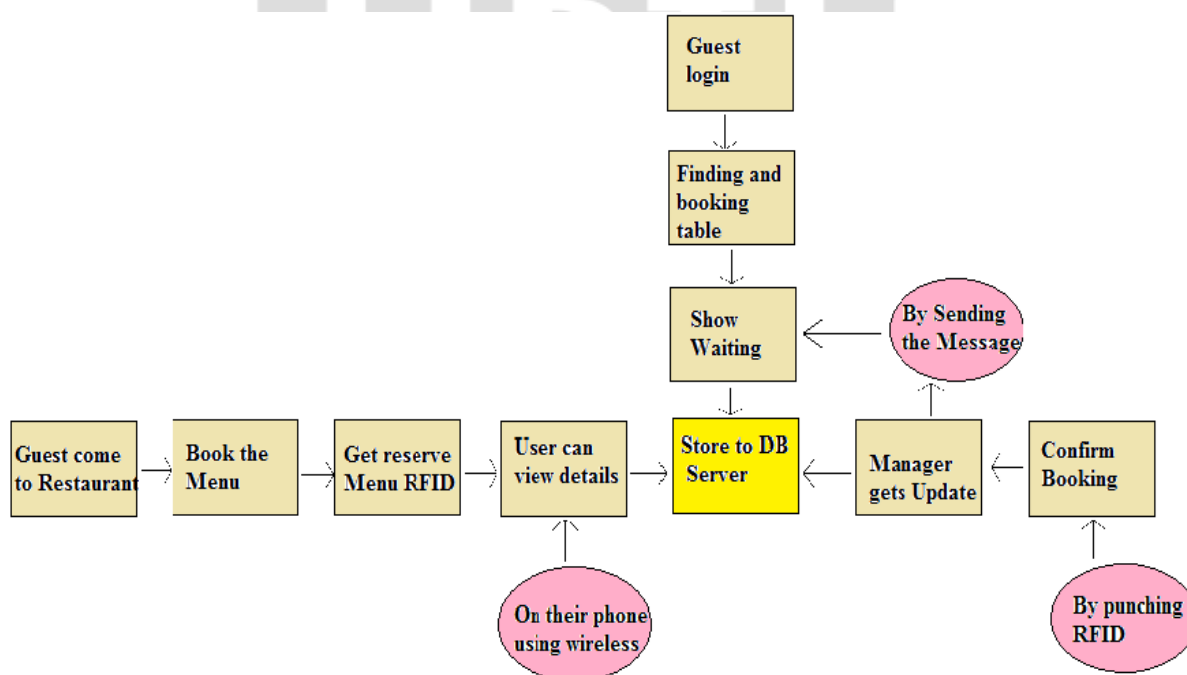 Guest
login
Finding and
booking
table
Show
Waiting
By Sending
the Message
Guest come
to Restaurant
Book the
Menu
Get reserve
Menu RFID
User can
view details
Store to DB
Server
Manager
gets Update
Confirm
Booking
On their phone
using wireless
By punching
RFID